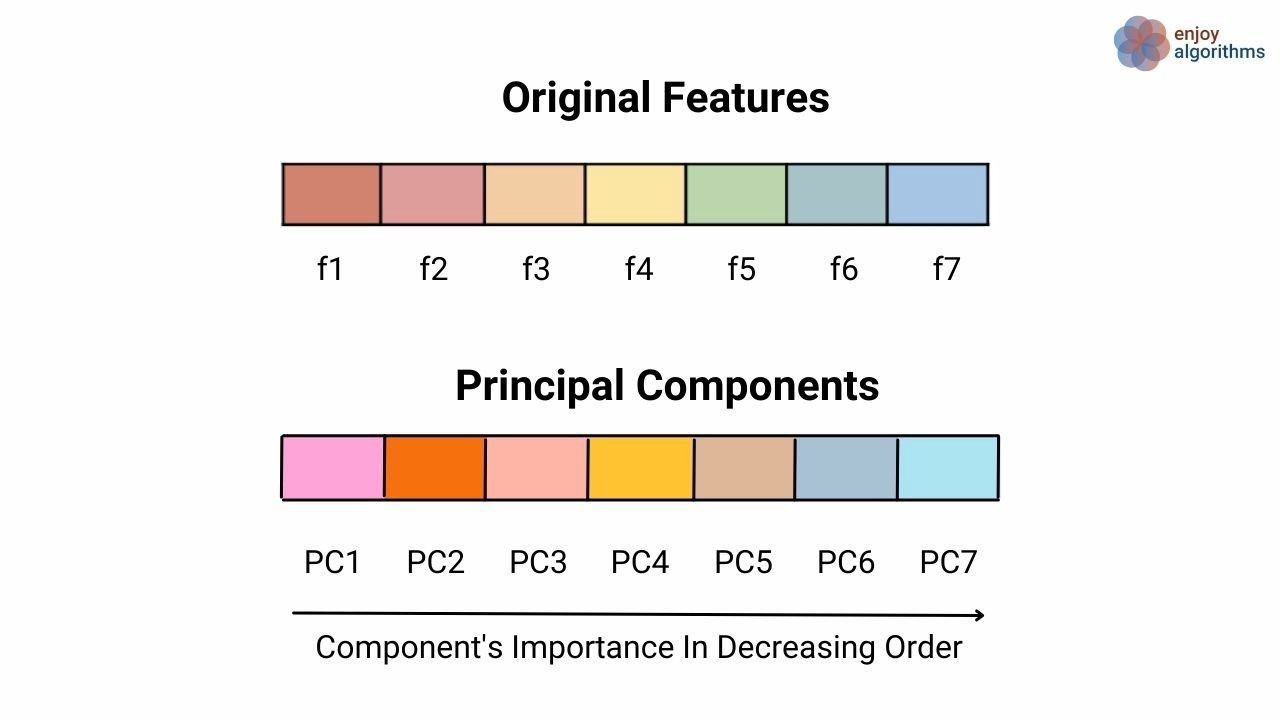 enjoy
algorithms
Original Features
f1 f2 f3 f4 f5 f6 f7
Principal Components
PC1 PC2 PC3 PC4 PC5 PC6 PC7
Component's Importance In Decreasing Order